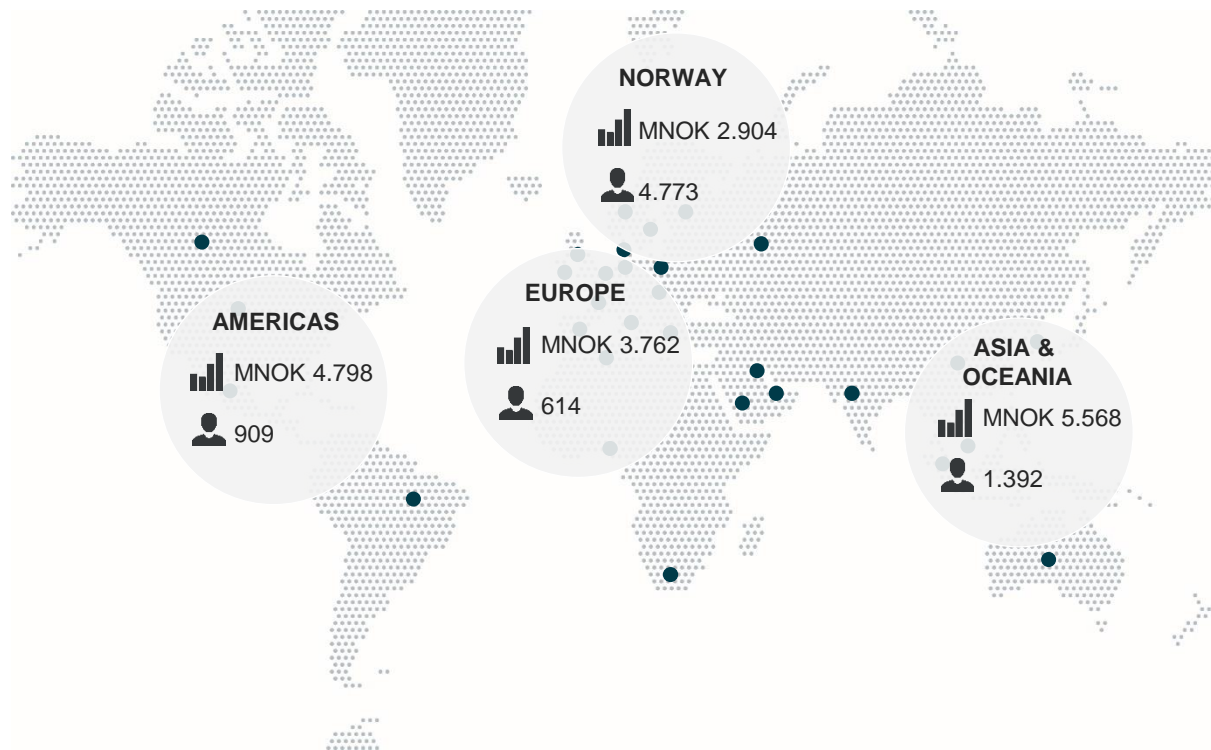 NORWAY
MNOK 2.904
4.773
EUROPE
MNOK 3.762
614
AMERICAS
MNOK 4.798
909
ASIA &
OCEANIA
MNOK 5.568
1.392